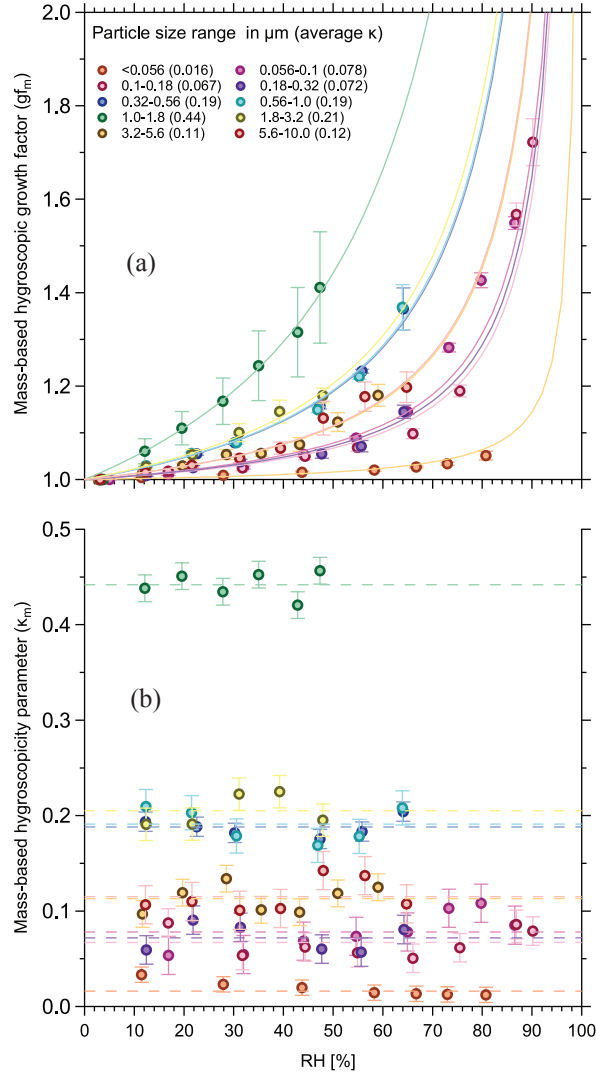 2.0
Particle size range in μm (average κ)
<0.056 (0.016) 0.056-0.1 (0.078)
0.1-0.18 (0.067) 0.18-0.32 (0.072)
0.32-0.56 (0.19) 0.56-1.0 (0.19)
1.0-1.8 (0.44) 1.8-3.2 (0.21)
3.2-5.6 (0.11) 5.6-10.0 (0.12)
1.8
1.6
(a)
1.4
1.2
1.0
Mass-based hygroscopic growth factor (gfm)
0.5
0.4
(b)
0.3
0.2
0.1
0.0
Mass-based hygroscopicity parameter (κm)
0 10 20 30 40 50 60 70 80 90 100
RH [%]